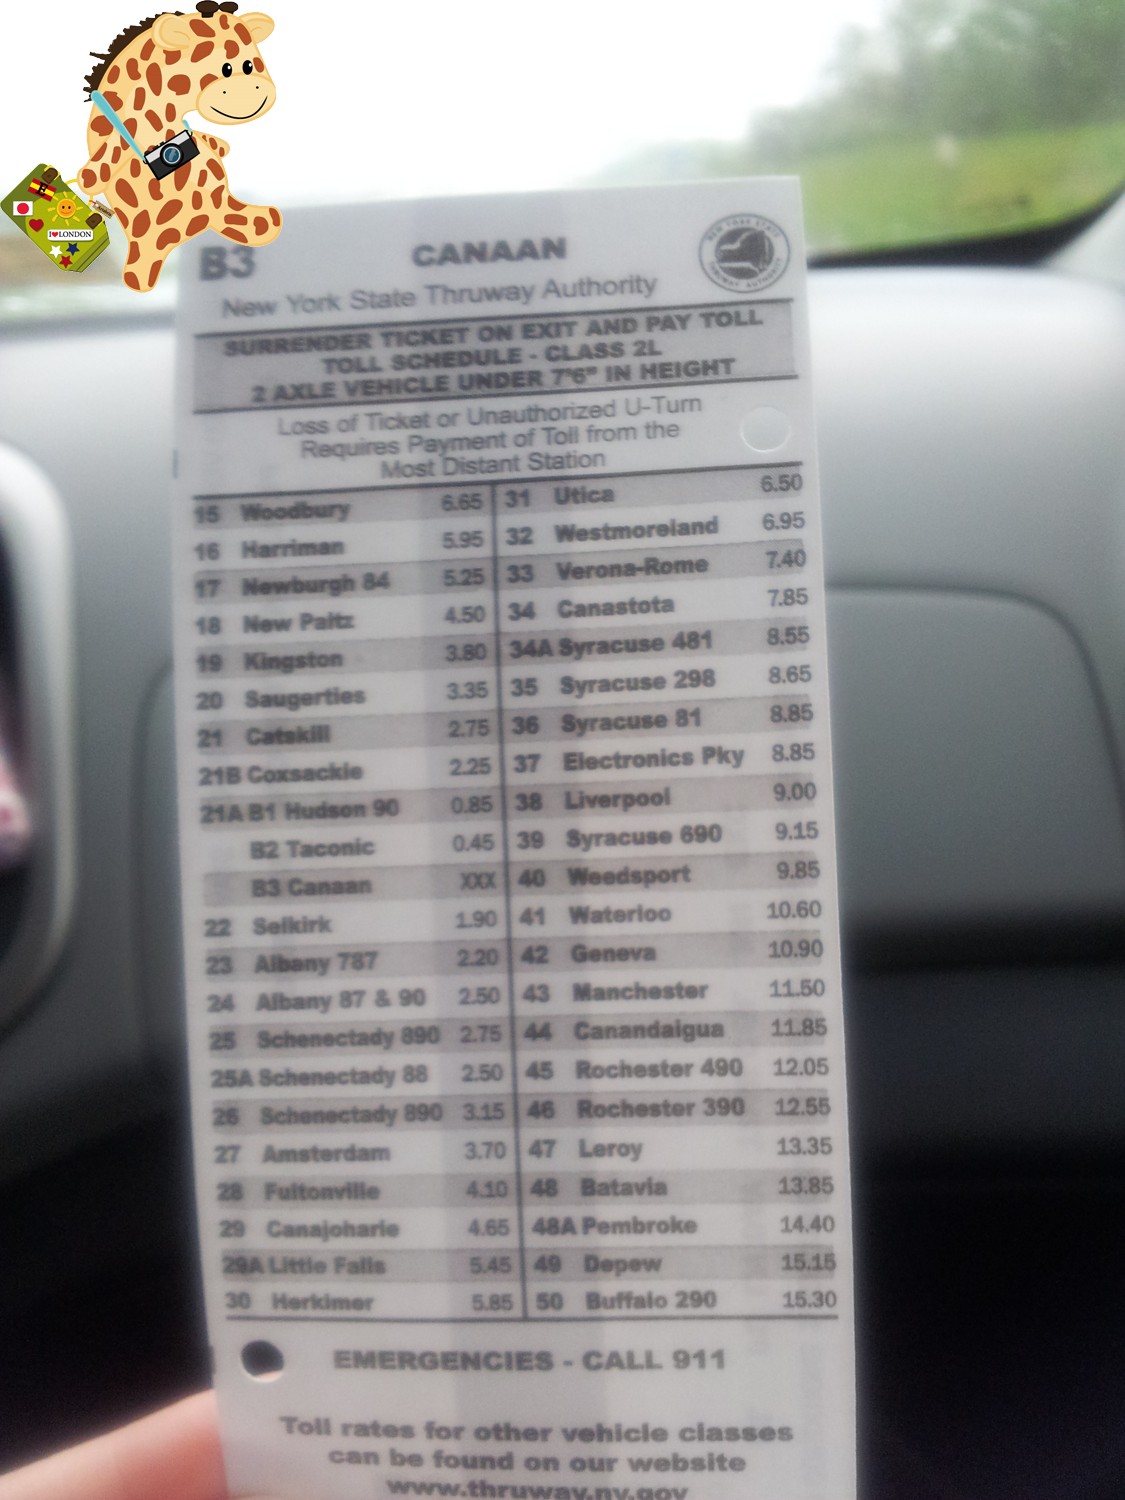 I ♥ LONDON
B3 CANAAN
NEW YORK STATE THRUWAY AUTHORITY
New York State Thruway Authority
SURRENDER TICKET ON EXIT AND PAY TOLL
TOLL SCHEDULE - CLASS 2L
2 AXLE VEHICLE UNDER 7'6" IN HEIGHT
Loss of Ticket or Unauthorized U-Turn
Requires Payment of Toll from the
Most Distant Station
15 Woodbury 6.65 31 Utica 6.50
16 Harriman 5.95 32 Westmoreland 6.95
17 Newburgh 84 5.25 33 Verona-Rome 7.40
18 New Paltz 4.50 34 Canastota 7.85
19 Kingston 3.80 34A Syracuse 481 8.55
20 Saugerties 3.35 35 Syracuse 298 8.65
21 Catskill 2.75 36 Syracuse 81 8.85
21B Coxsackie 2.25 37 Electronics Pky 8.85
21A B1 Hudson 90 0.85 38 Liverpool 9.00
B2 Taconic 0.45 39 Syracuse 690 9.15
B3 Canaan XXX 40 Weedsport 9.85
22 Selkirk 1.90 41 Waterloo 10.60
23 Albany 787 2.20 42 Geneva 10.90
24 Albany 87 & 90 2.50 43 Manchester 11.50
25 Schenectady 890 2.75 44 Canandaigua 11.85
25A Schenectady 88 2.50 45 Rochester 490 12.05
26 Schenectady 890 3.15 46 Rochester 390 12.55
27 Amsterdam 3.70 47 Leroy 13.35
28 Fultonville 4.10 48 Batavia 13.85
29 Canajoharie 4.65 48A Pembroke 14.40
29A Little Falls 5.45 49 Depew 15.15
30 Herkimer 5.85 50 Buffalo 290 15.30
EMERGENCIES - CALL 911
Toll rates for other vehicle classes
can be found on our website
www.thruway.ny.gov